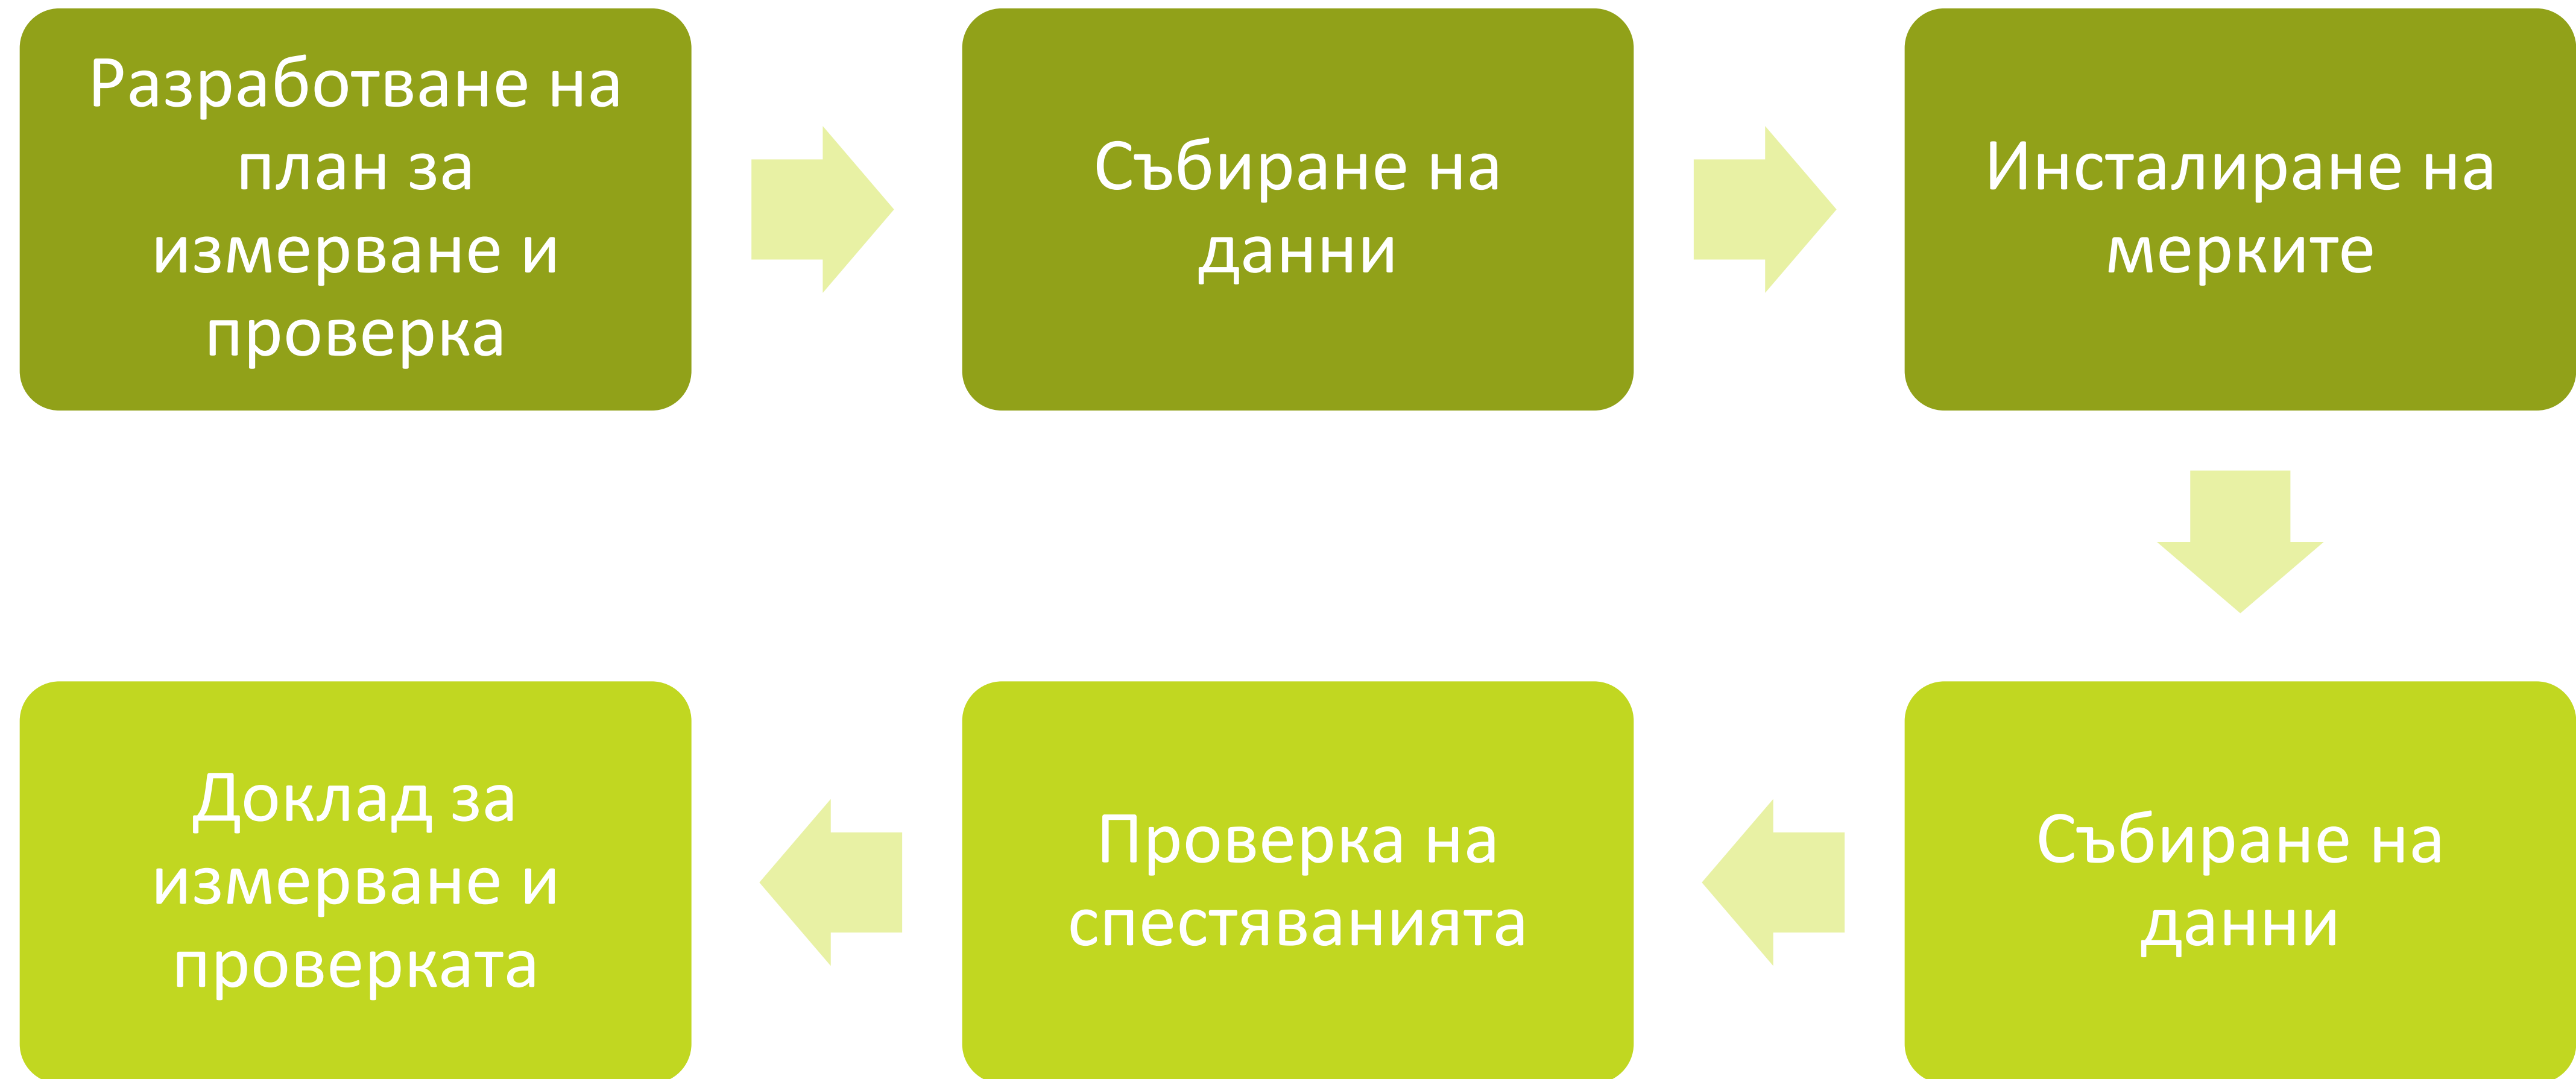 Разработване на
план за
измерване и
проверка
Събиране на
данни
Инсталиране на
мерките
Събиране на
данни
Проверка на
спестяванията
Доклад за
измерване и
проверката